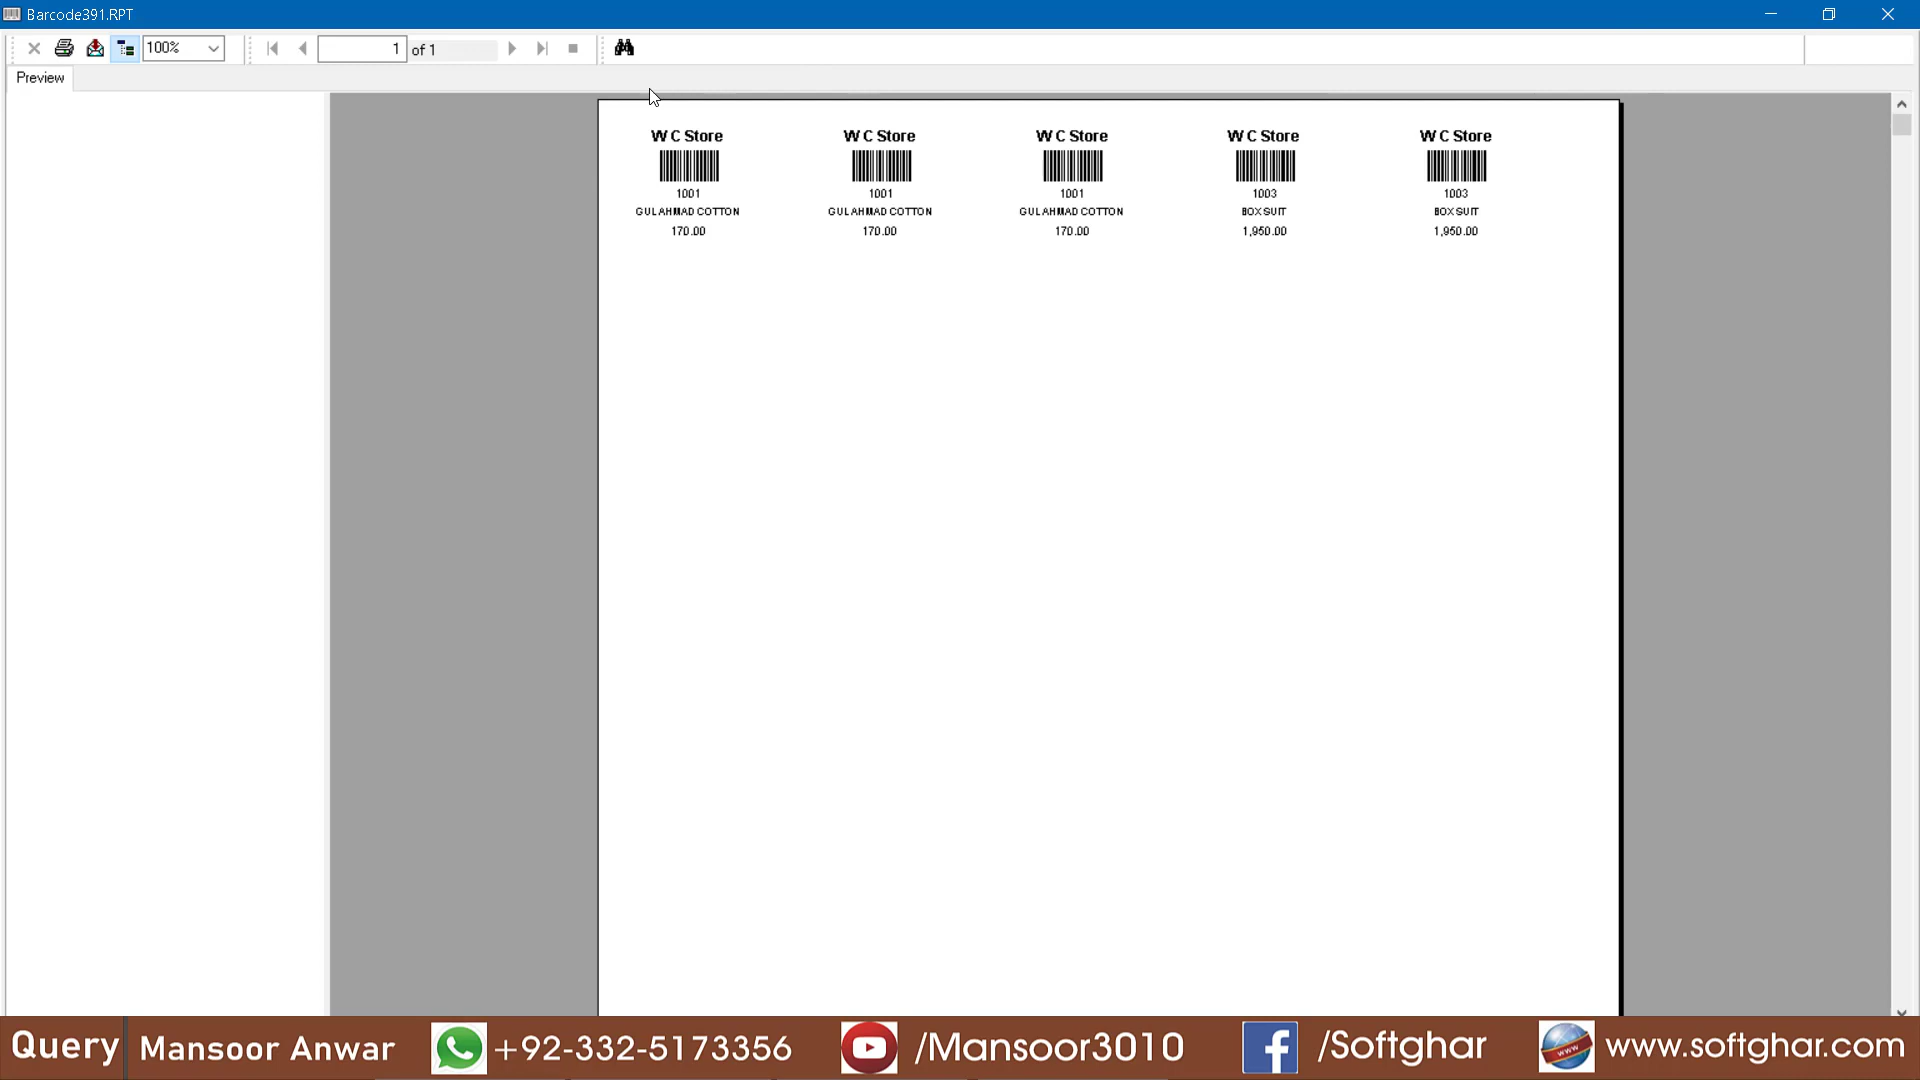 Barcode391.RPT
100%
1 of 1
Preview
W C Store W C Store W C Store W C Store W C Store
1001 1001 1001 1003 1003
GUL AHMAD COTTON GUL AHMAD COTTON GUL AHMAD COTTON BOX SUIT BOX SUIT
170.00 170.00 170.00 1,950.00 1,950.00
Query Mansoor Anwar +92-332-5173356 /Mansoor3010 /Softghar www www.softghar.com